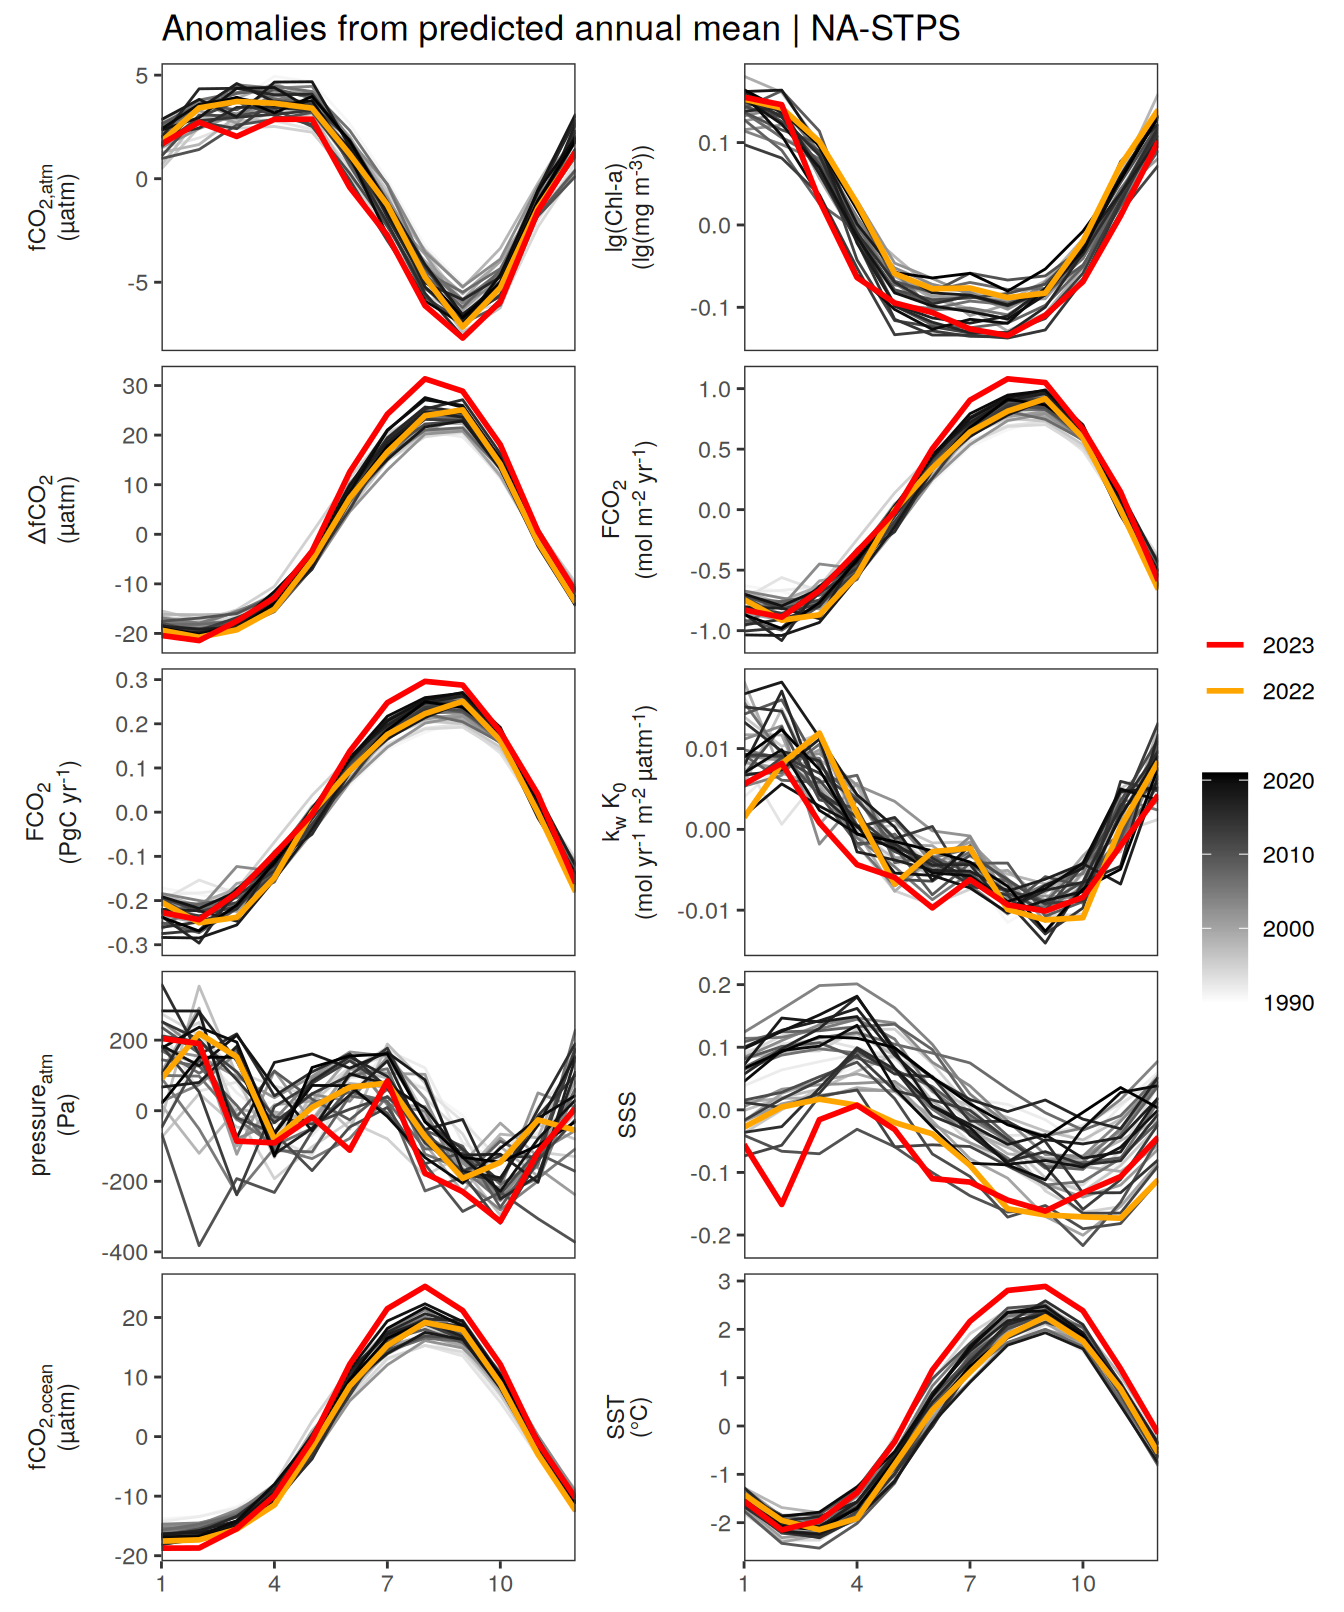 Anomalies from predicted annual mean | NA-STPS
fCO2,atm
(µatm)
5
0
-5
lg(Chl-a)
(lg(mg m-3))
0.1
0.0
-0.1
ΔfCO2
(µatm)
30
20
10
0
-10
-20
FCO2
(mol m-2 yr-1)
1.0
0.5
0.0
-0.5
-1.0
FCO2
(PgC yr-1)
0.3
0.2
0.1
0.0
-0.1
-0.2
-0.3
kw K0
(mol yr-1 m-2 µatm-1)
0.01
0.00
-0.01
pressureatm
(Pa)
200
0
-200
-400
SSS
0.2
0.1
0.0
-0.1
-0.2
fCO2,ocean
(µatm)
20
10
0
-10
-20
1 4 7 10
SST
(°C)
3
2
1
0
-1
-2
1 4 7 10
2023
2022
2020
2010
2000
1990